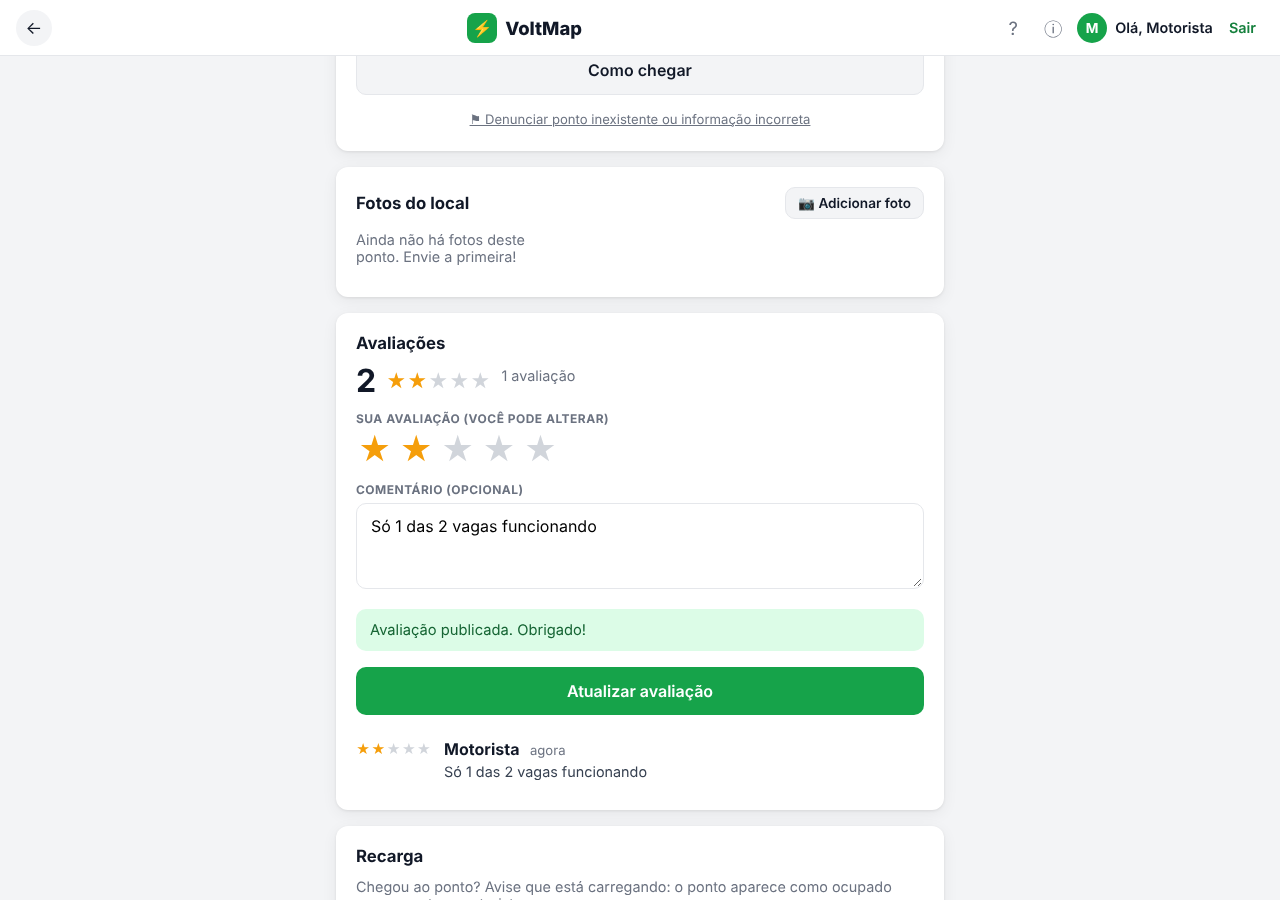 VoltMap
?
M
Olá, Motorista
Sair
Como chegar
Denunciar ponto inexistente ou informação incorreta
Fotos do local
Adicionar foto
Ainda não há fotos deste
ponto. Envie a primeira!
Avaliações
2
1 avaliação
SUA AVALIAÇÃO (VOCÊ PODE ALTERAR)
COMENTÁRIO (OPCIONAL)
Só 1 das 2 vagas funcionando
Avaliação publicada. Obrigado!
Atualizar avaliação
Motorista agora
Só 1 das 2 vagas funcionando
Recarga
Chegou ao ponto? Avise que está carregando: o ponto aparece como ocupado